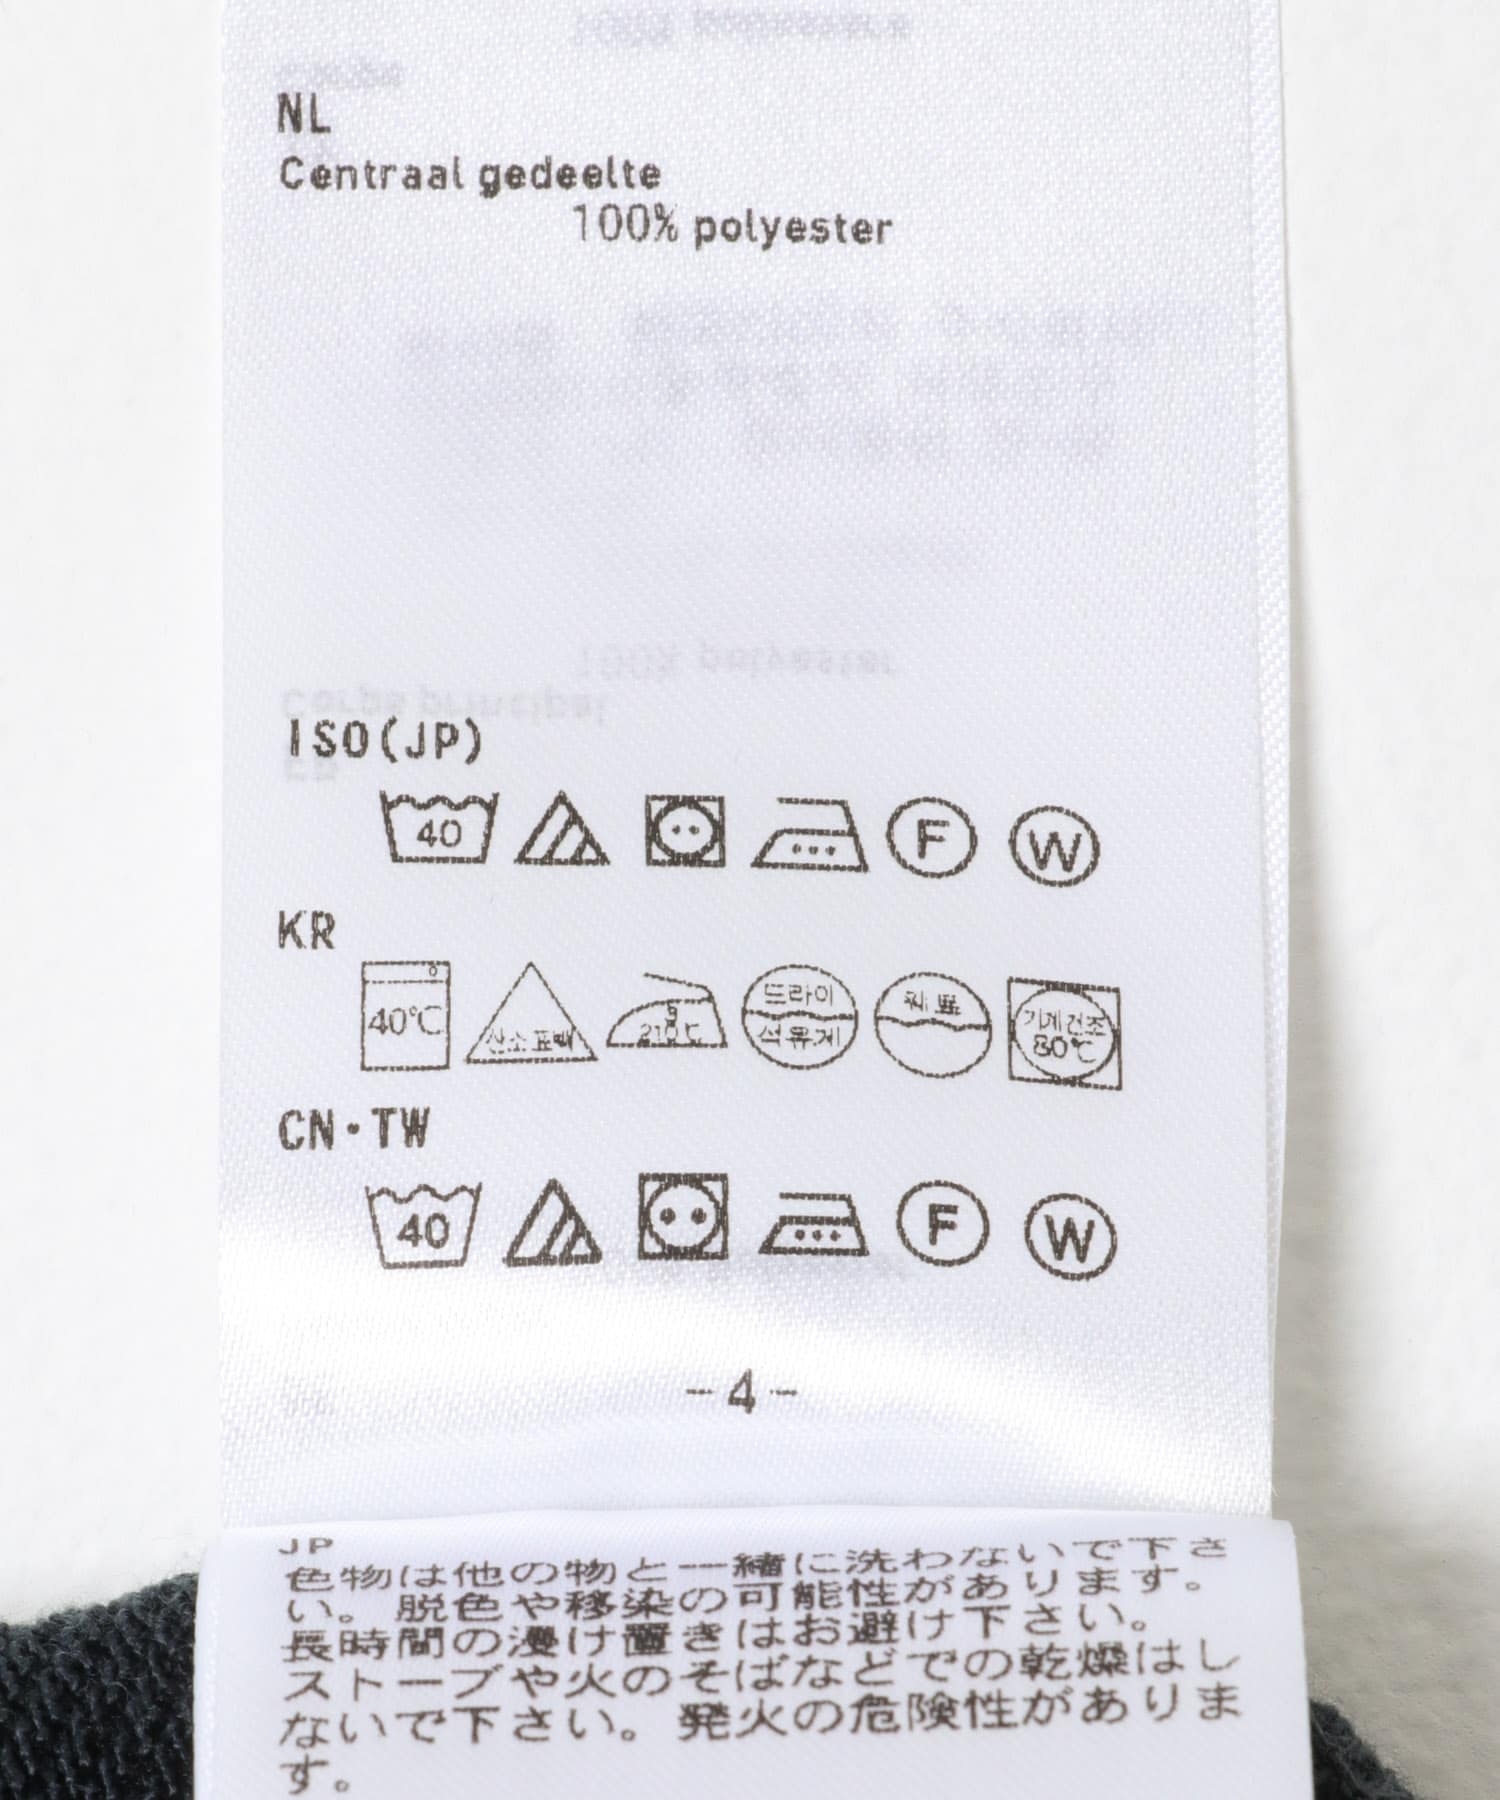 NL
Centraal gedeelte
100% polyester
ISO(JP)
40
F
W
KR
40℃
산소표백
210℃
드라이
석유계
기계건조
80℃
CN・TW
40
F
W
-4-
JP
色物は他の物と一緒に洗わないで下さ
い。脱色や移染の可能性があります。
長時間の浸け置きはお避け下さい。
ストーブや火のそばなどでの乾燥はし
ないで下さい。発火の危険性がありま
す。